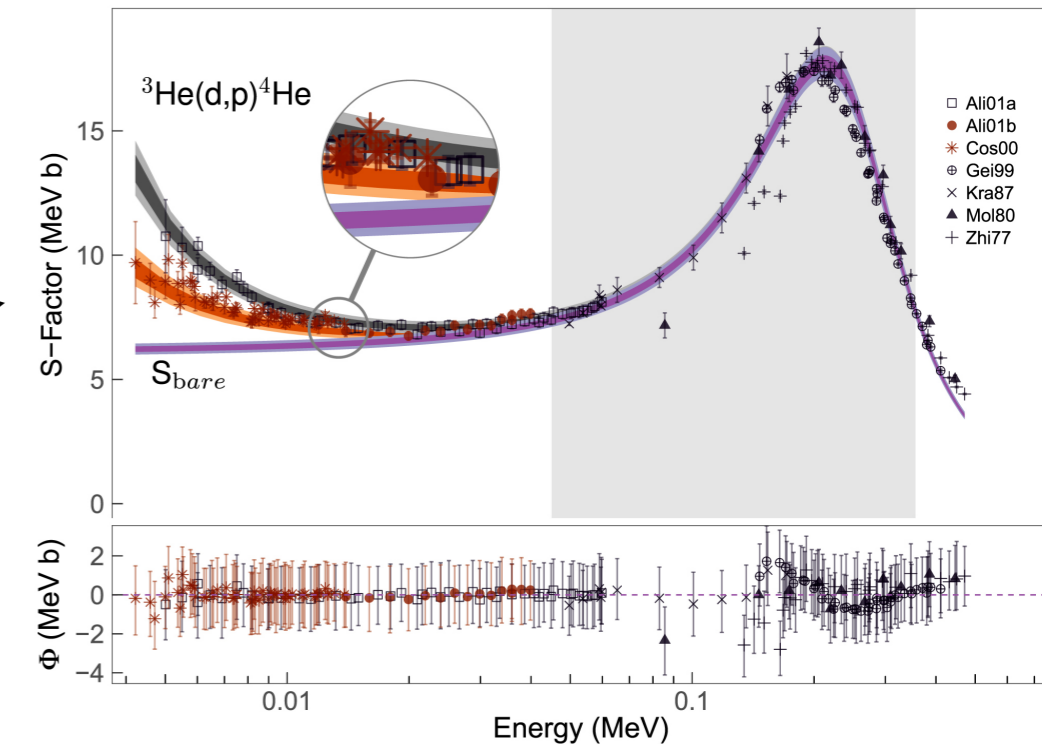 ³He(d,p)⁴He
S−Factor (MeV b)
15
10
5
0
Ali01a
Ali01b
Cos00
Gei99
Kra87
Mol80
Zhi77
Sbare
Φ (MeV b)
2
0
−2
−4
0.01
0.1
Energy (MeV)